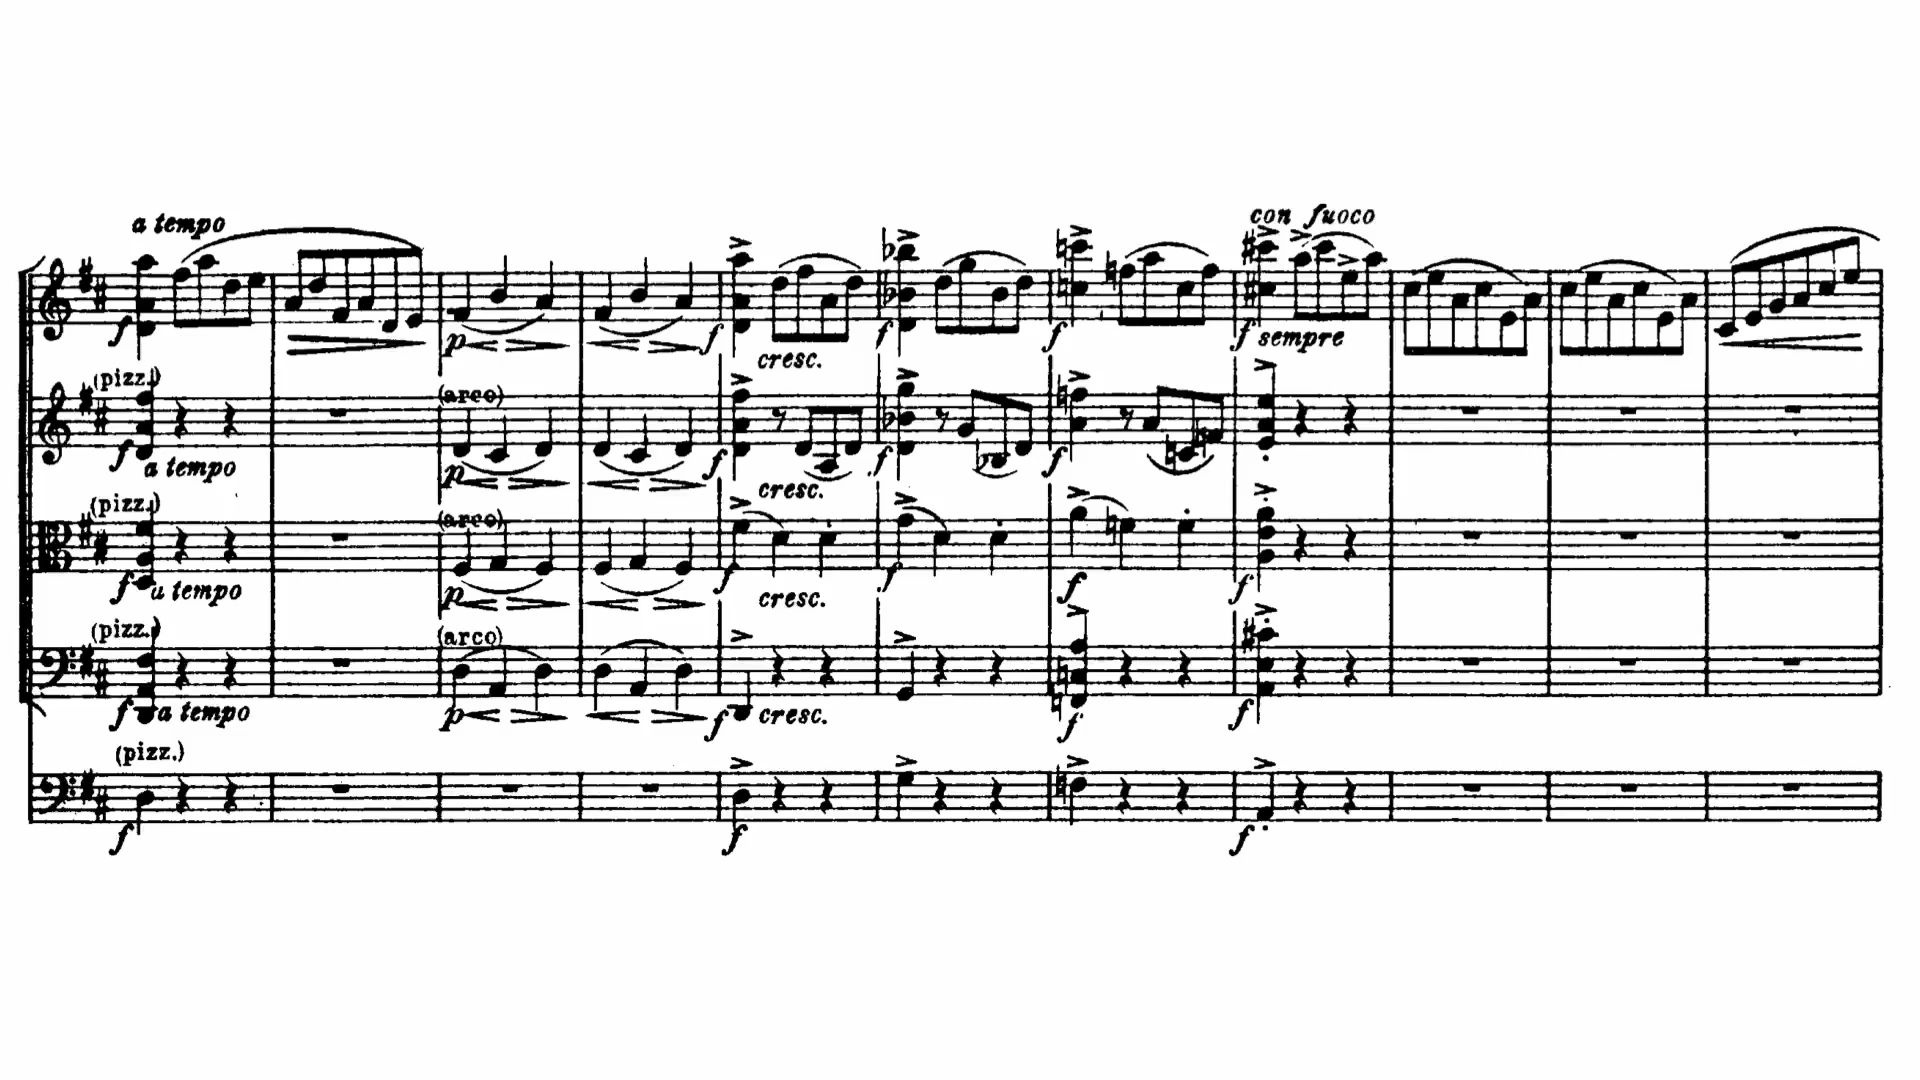 a tempo
con fuoco
f
p
f
f
f
f sempre
cresc.
(pizz.)
(arco)
f
a tempo
p
f
cresc.
f
f
(pizz.)
(arco)
f
a tempo
p
f
cresc.
f
f
f
(pizz.)
(arco)
f
a tempo
p
f
cresc.
f
f
(pizz.)
f
f
f